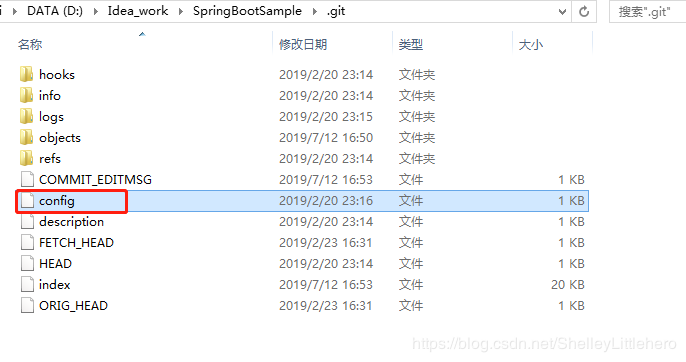 i › DATA (D:) › Idea_work › SpringBootSample › .git 搜索".git"
名称 修改日期 类型 大小
hooks 2019/2/20 23:14 文件夹
info 2019/2/20 23:14 文件夹
logs 2019/2/20 23:15 文件夹
objects 2019/7/12 16:50 文件夹
refs 2019/2/20 23:14 文件夹
COMMIT_EDITMSG 2019/7/12 16:53 文件 1 KB
config 2019/2/20 23:16 文件 1 KB
description 2019/2/20 23:14 文件 1 KB
FETCH_HEAD 2019/2/23 16:31 文件 1 KB
HEAD 2019/2/20 23:14 文件 1 KB
index 2019/7/12 16:53 文件 20 KB
ORIG_HEAD 2019/2/23 16:31 文件 1 KB
https://blog.csdn.net/ShelleyLittlehero